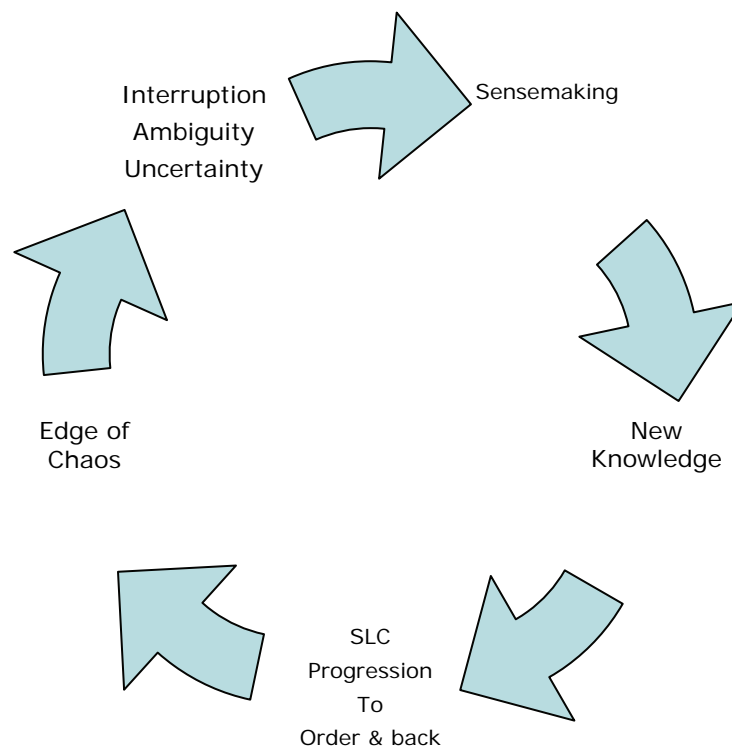 Interruption
Ambiguity
Uncertainty
Sensemaking
New
Knowledge
SLC
Progression
To
Order & back
Edge of
Chaos